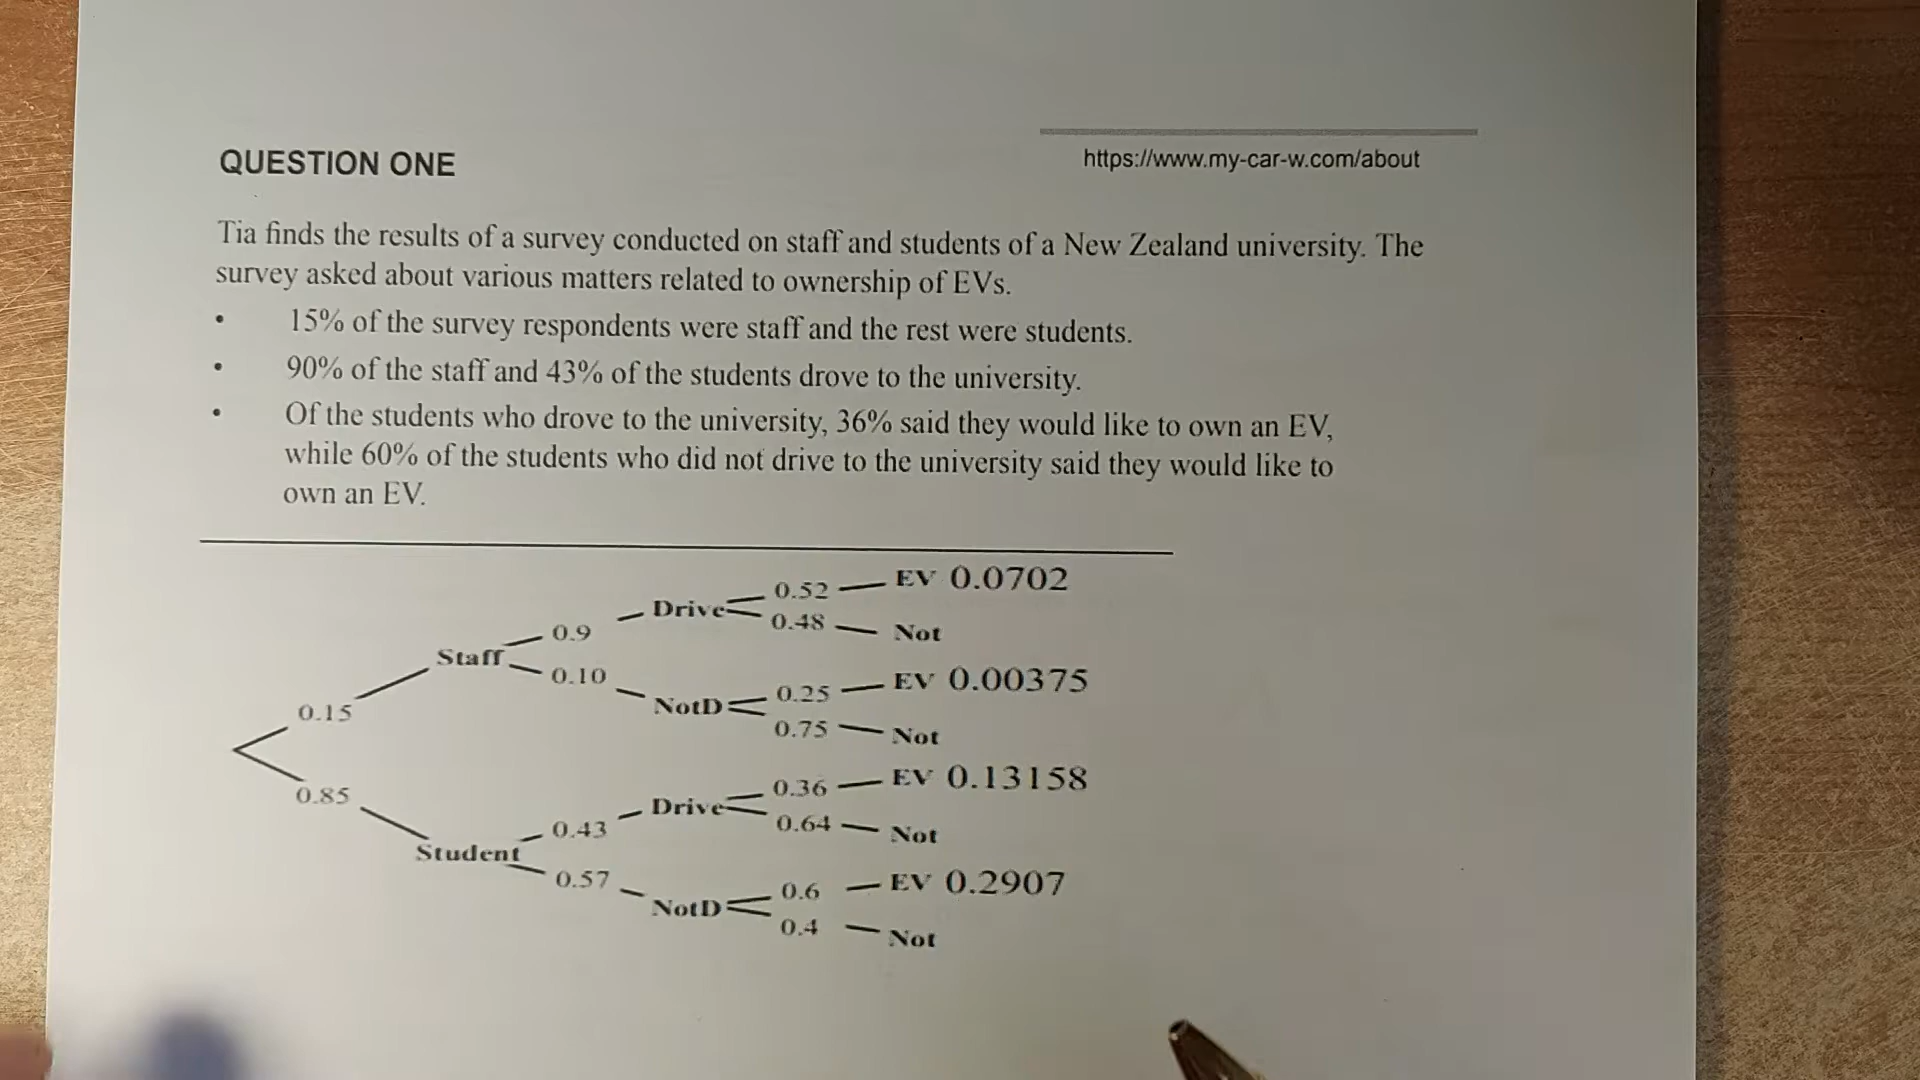 QUESTION ONE
https://www.my-car-w.com/about
Tia finds the results of a survey conducted on staff and students of a New Zealand university. The
survey asked about various matters related to ownership of EVs.
• 15% of the survey respondents were staff and the rest were students.
• 90% of the staff and 43% of the students drove to the university.
• Of the students who drove to the university, 36% said they would like to own an EV,
while 60% of the students who did not drive to the university said they would like to
own an EV.
0.52 EV 0.0702
Drive
0.48 Not
0.9
Staff
0.10
0.25 EV 0.00375
NotD
0.75 Not
0.15
0.36 EV 0.13158
0.85
Drive
0.64 Not
0.43
Student
0.57
0.6 EV 0.2907
NotD
0.4 Not